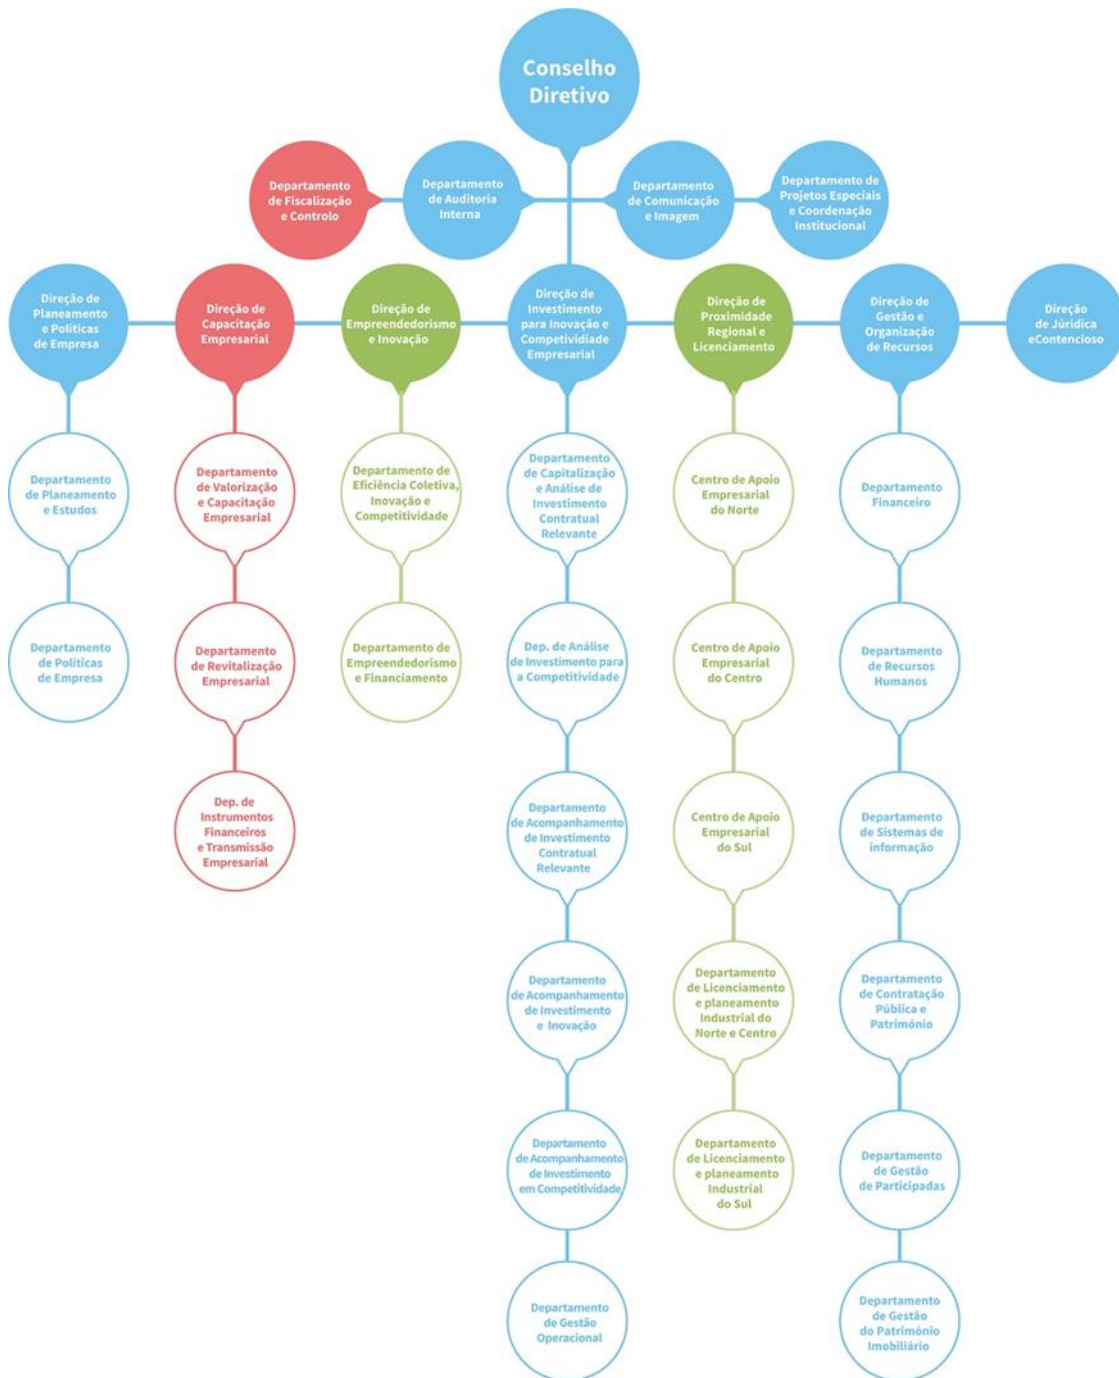 Conselho
Diretivo
Departamento
de Fiscalização
e Controlo
Departamento
de Auditoria
Interna
Departamento
de Comunicação
e Imagem
Departamento de
Projetos Especiais
e Coordenação
Institucional
Direção de
Planeamento
e Politicas
de Empresa
Direção de
Capacitação
Empresarial
Direção de
Empreendedorismo
e Inovação
Direção de
Investimento
para Inovação e
Competividiade
Empresarial
Direção de
Proximidade
Regional e
Licenciamento
Direção de
Gestão e
Organização
de Recursos
Direção
de Júridica
eContencioso
Departamento
de Planeamento
e Estudos
Departamento
de Políticas
de Empresa
Departamento
de Valorização
e Capacitação
Empresarial
Departamento
de Revitalização
Empresarial
Dep. de
Instrumentos
Financeiros
e Transmissão
Empresarial
Departamento de
Eficiência Coletiva,
Inovação e
Competitividade
Departamento de
Empreendedorismo
e Financiamento
Departamento
de Capitalização
e Análise de
Investimento
Contratual
Relevante
Dep. de Análise
de Investimento para
a Competitividade
Departamento
de Acompanhamento
de Investimento
Contratual
Relevante
Departamento
de Acompanhamento
de Investimento
e Inovação
Departamento
de Acompanhamento
de Investimento
em Competitividade
Departamento
de Gestão
Operacional
Centro de Apoio
Empresarial
do Norte
Centro de Apoio
Empresarial
do Centro
Centro de Apoio
Empresarial
do Sul
Departamento
de Licenciamento
e planeamento
Industrial do
Norte e Centro
Departamento
de Licenciamento
e planeamento
Industrial
do Sul
Departamento
Financeiro
Departamento
de Recursos
Humanos
Departamento
de Sistemas de
informação
Departamento
de Contratação
Pública e
Património
Departamento
de Gestão
de Participadas
Departamento
de Gestão
do Património
Imobiliário